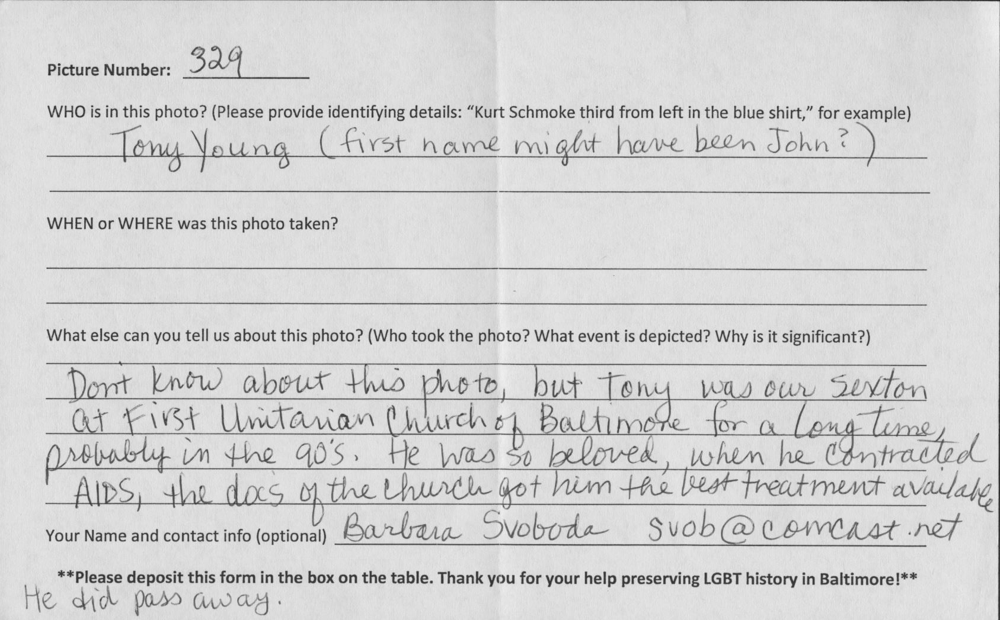 Picture Number: 329
WHO is in this photo? (Please provide identifying details: “Kurt Schmoke third from left in the blue shirt,” for example)
Tony Young (first name might have been John?)
WHEN or WHERE was this photo taken?
What else can you tell us about this photo? (Who took the photo? What event is depicted? Why is it significant?)
Don't know about this photo, but Tony was our sexton
at First Unitarian Church of Baltimore for a long time,
probably in the 90's. He was so beloved, when he contracted
AIDS, the docs of the church got him the best treatment available
Your Name and contact info (optional) Barbara Svoboda svob@comcast.net
**Please deposit this form in the box on the table. Thank you for your help preserving LGBT history in Baltimore!**
He did pass away.